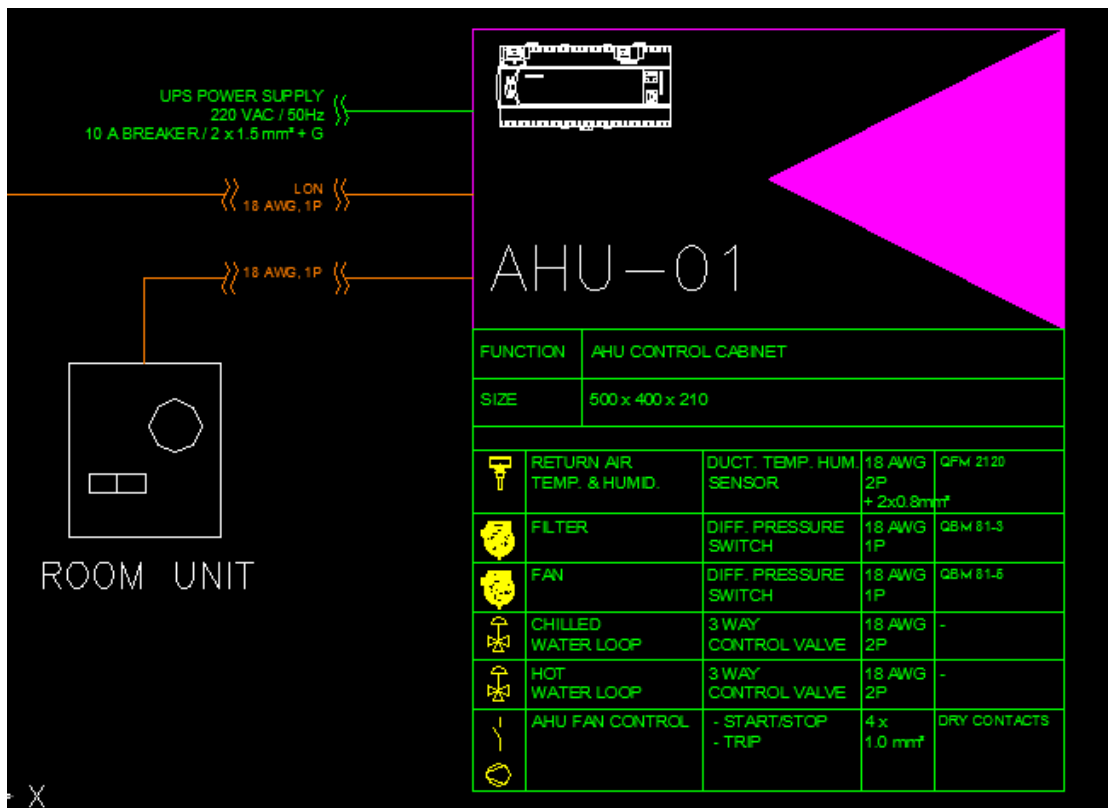 UPS POWER SUPPLY
220 VAC / 50Hz
10 A BREAKER / 2 x 1.5 mm² + G
LON
18 AWG, 1P
18 AWG, 1P
AHU-01
ROOM UNIT
FUNCTION AHU CONTROL CABINET
SIZE 500 x 400 x 210
RETURN AIR DUCT. TEMP. HUM. 18 AWG QFM 2120
TEMP. & HUMID. SENSOR 2P
+ 2x0.8mm²
FILTER DIFF. PRESSURE 18 AWG QBM 81-3
SWITCH 1P
FAN DIFF. PRESSURE 18 AWG QBM 81-5
SWITCH 1P
CHILLED 3 WAY 18 AWG -
WATER LOOP CONTROL VALVE 2P
HOT 3 WAY 18 AWG -
WATER LOOP CONTROL VALVE 2P
AHU FAN CONTROL - START/STOP 4 x DRY CONTACTS
- TRIP 1.0 mm²
X